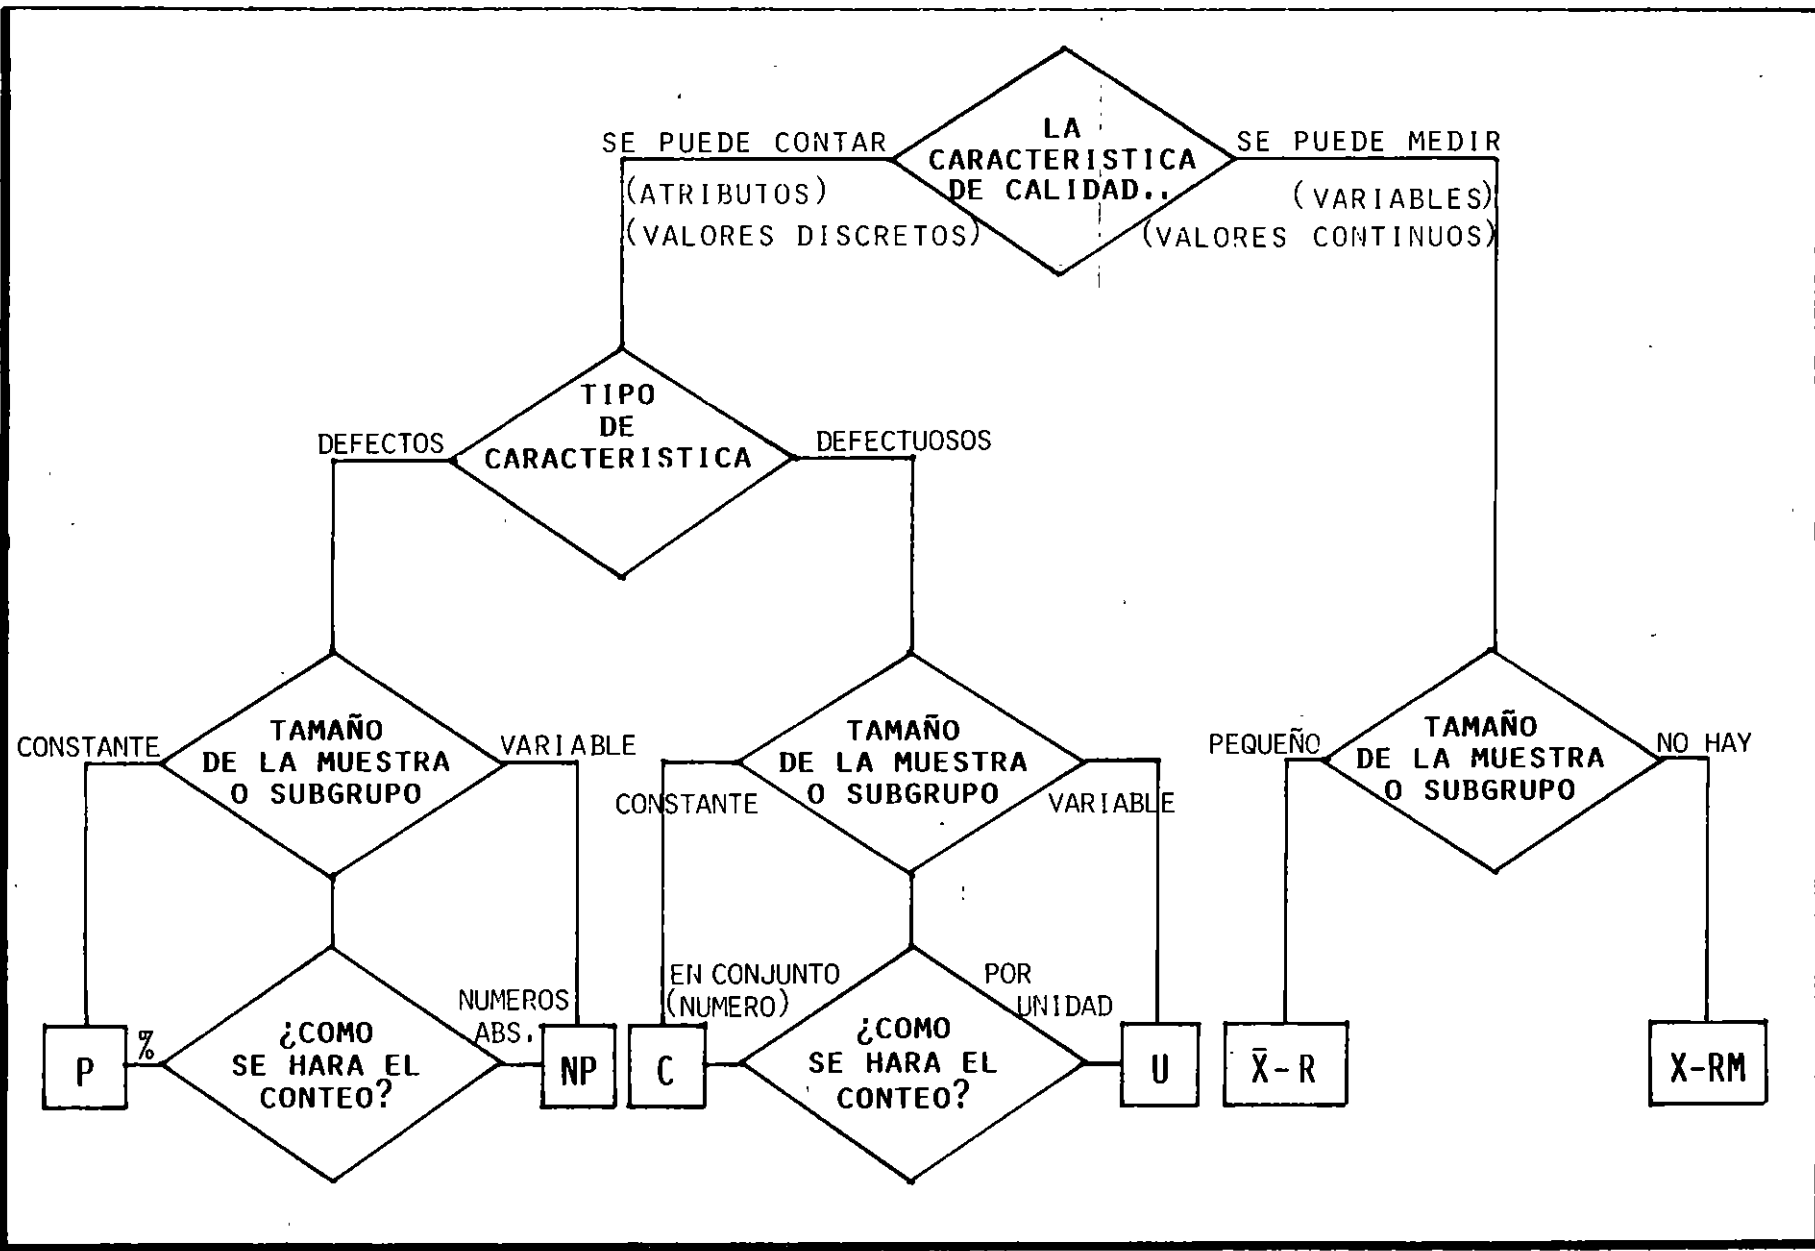 LA
CARACTERISTICA
DE CALIDAD..
SE PUEDE CONTAR
(ATRIBUTOS)
(VALORES DISCRETOS)
SE PUEDE MEDIR
(VARIABLES)
(VALORES CONTINUOS)
TIPO
DE
CARACTERISTICA
DEFECTOS
DEFECTUOSOS
TAMAÑO
DE LA MUESTRA
O SUBGRUPO
CONSTANTE
VARIABLE
TAMAÑO
DE LA MUESTRA
O SUBGRUPO
CONSTANTE
VARIABLE
TAMAÑO
DE LA MUESTRA
O SUBGRUPO
PEQUEÑO
NO HAY
¿COMO
SE HARA EL
CONTEO?
%
NUMEROS
ABS.
P
NP
¿COMO
SE HARA EL
CONTEO?
EN CONJUNTO
(NUMERO)
POR
UNIDAD
C
U
X̄-R
X-RM